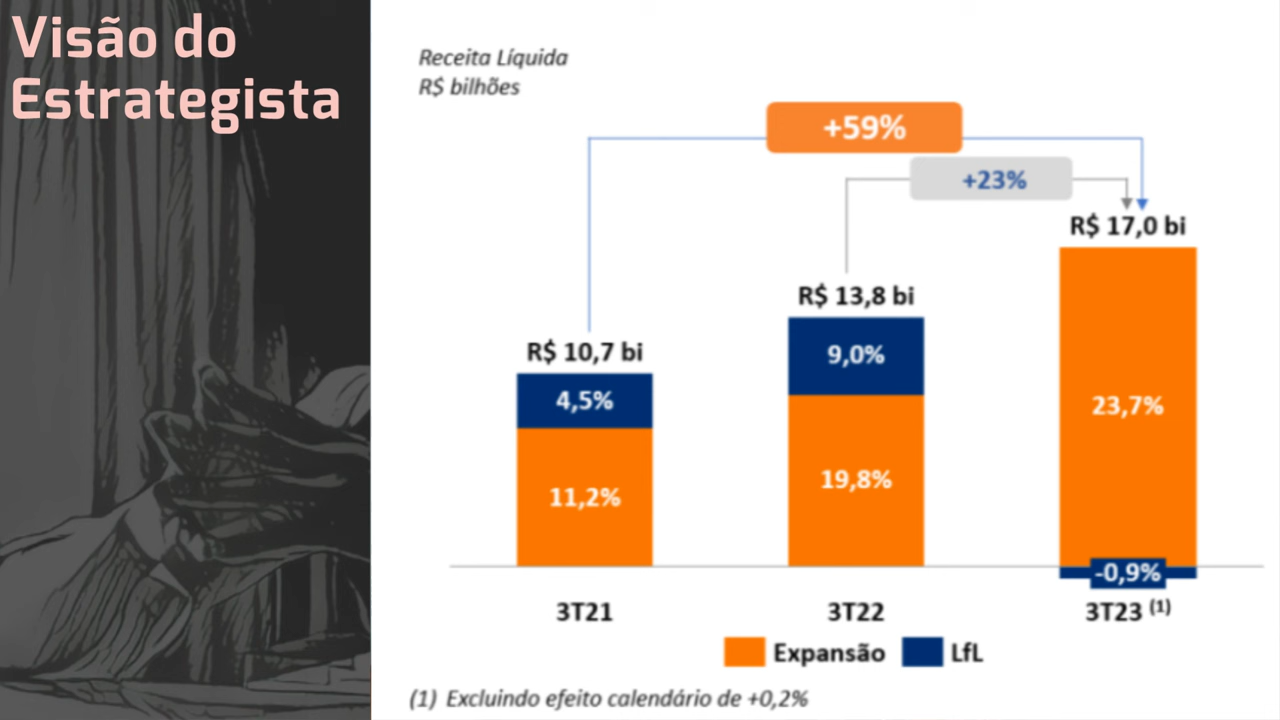 Visão do
Estrategista
Receita Líquida
R$ bilhões
+59%
+23%
R$ 17,0 bi
R$ 13,8 bi
R$ 10,7 bi
4,5%
9,0%
23,7%
11,2%
19,8%
-0,9%
3T21
3T22
3T23 (1)
Expansão
LfL
(1) Excluindo efeito calendário de +0,2%